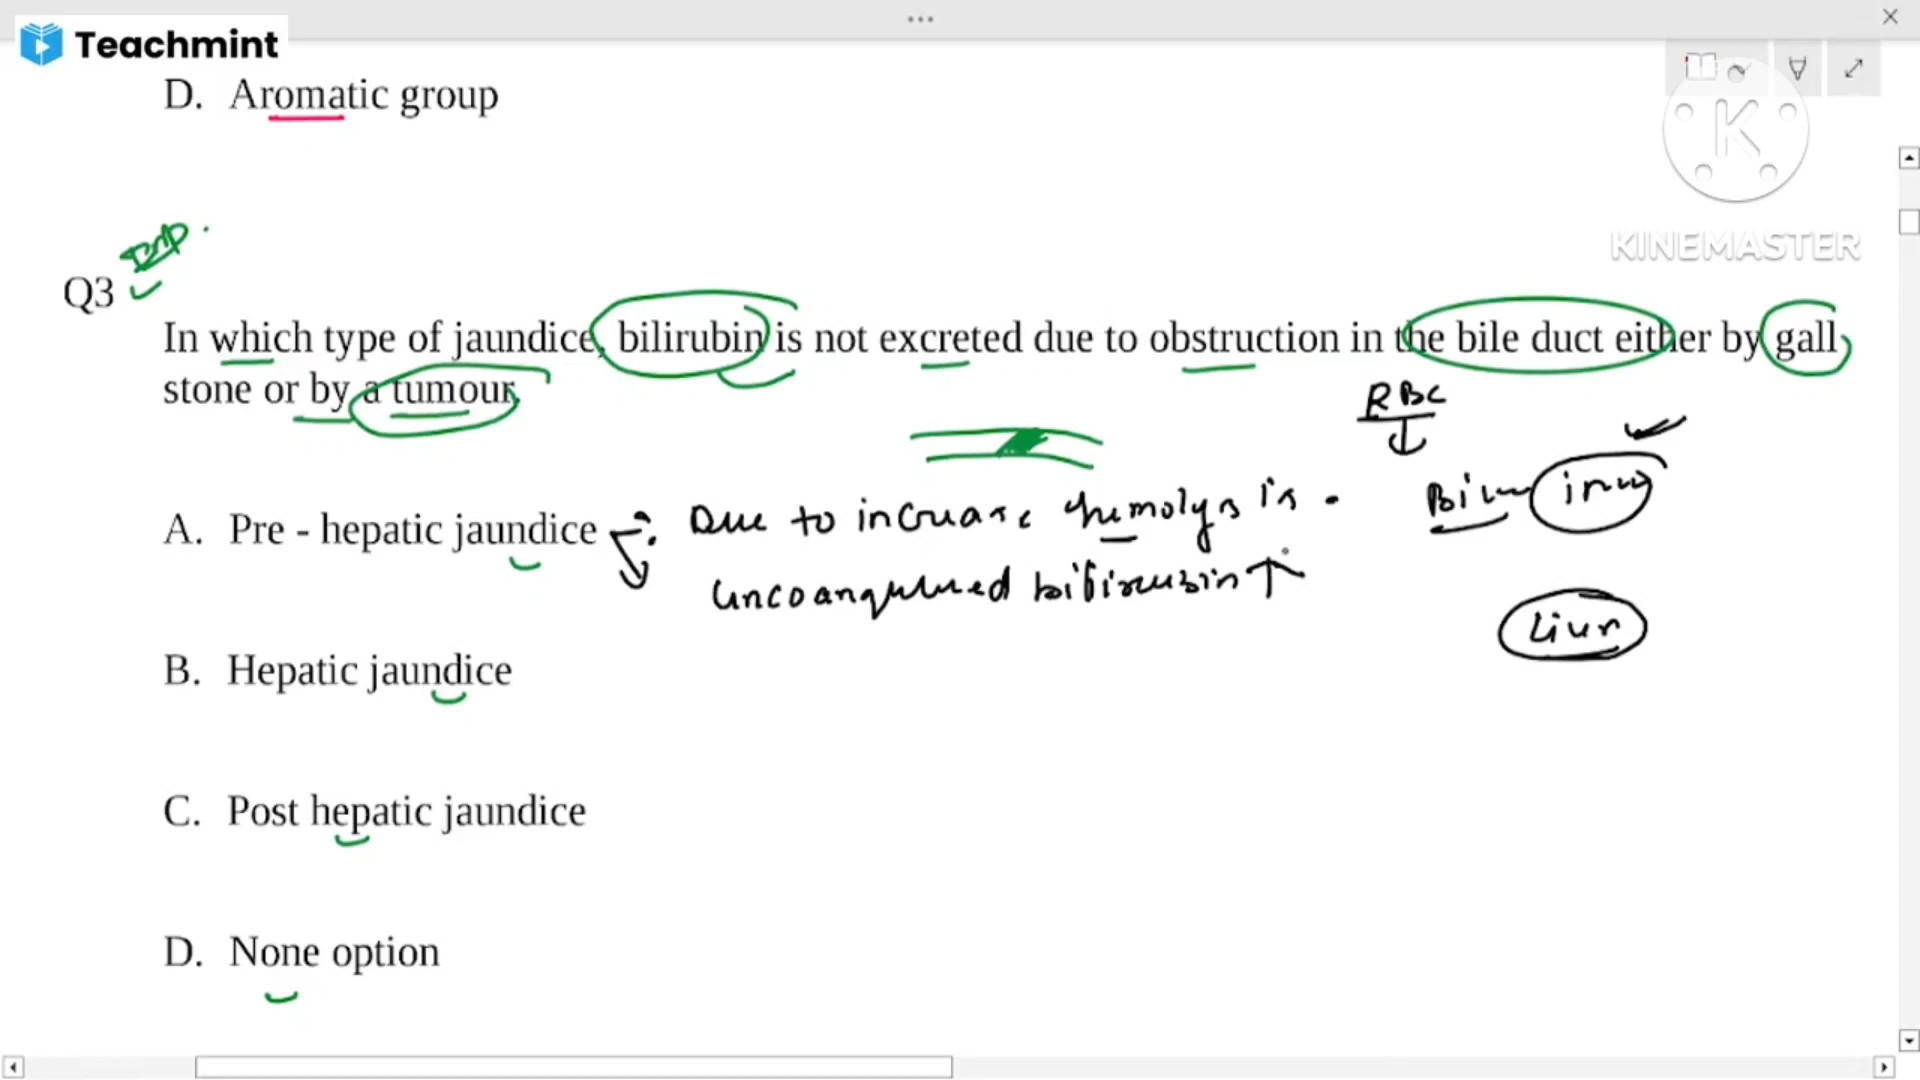 Teachmint
D. Aromatic group
K
KINEMASTER
Imp.
Q3
In which type of jaundice, bilirubin is not excreted due to obstruction in the bile duct either by gall
stone or by a tumour.
RBC
A. Pre - hepatic jaundice : Due to increase hemolysis is .
bilirubin ↑
Liver
B. Hepatic jaundice
C. Post hepatic jaundice
D. None option